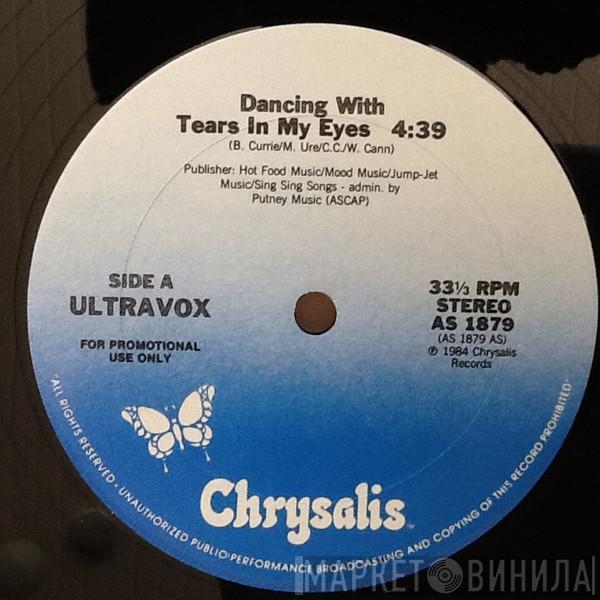 Dancing With
Tears In My Eyes 4:39
(B. Currie/M. Ure/C.C./W. Cann)
Publisher: Hot Food Music/Mood Music/Jump-Jet
Music/Sing Sing Songs - admin. by
Putney Music (ASCAP)
SIDE A
ULTRAVOX
FOR PROMOTIONAL
USE ONLY
33⅓ RPM
STEREO
AS 1879
(AS 1879 AS)
℗ 1984 Chrysalis
Records
Chrysalis™
"ALL RIGHTS RESERVED • UNAUTHORIZED PUBLIC PERFORMANCE BROADCASTING AND COPYING OF THIS RECORD PROHIBITED"
МАРКЕТ ВИНИЛА